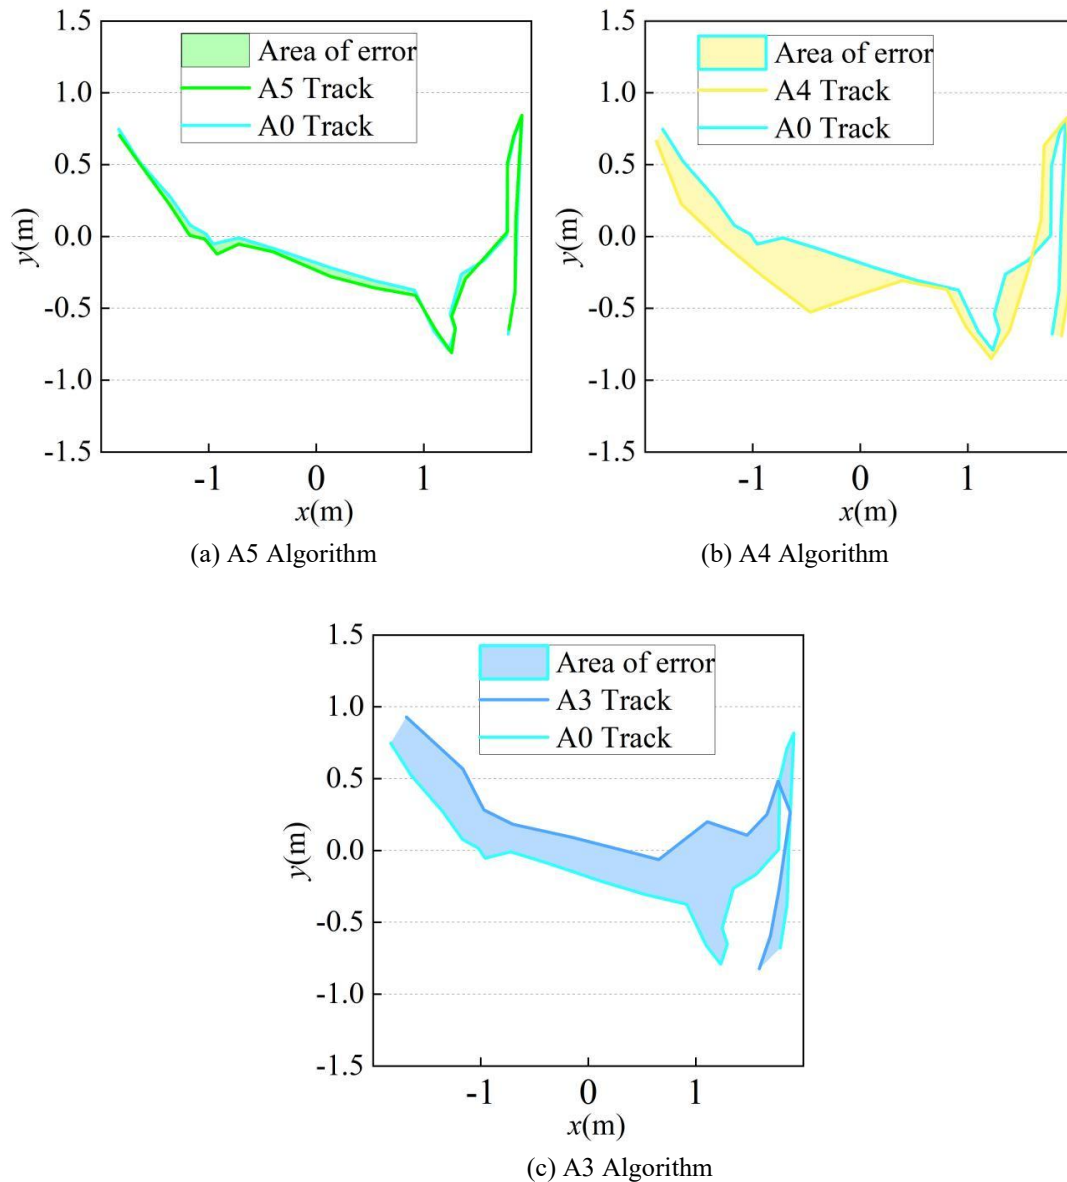 1.5
1.0
0.5
0.0
-0.5
-1.0
-1.5
y(m)
Area of error
A5 Track
A0 Track
-1 0 1
x(m)
(a) A5 Algorithm
1.5
1.0
0.5
0.0
-0.5
-1.0
-1.5
y(m)
Area of error
A4 Track
A0 Track
-1 0 1
x(m)
(b) A4 Algorithm
1.5
1.0
0.5
0.0
-0.5
-1.0
-1.5
y(m)
Area of error
A3 Track
A0 Track
-1 0 1
x(m)
(c) A3 Algorithm